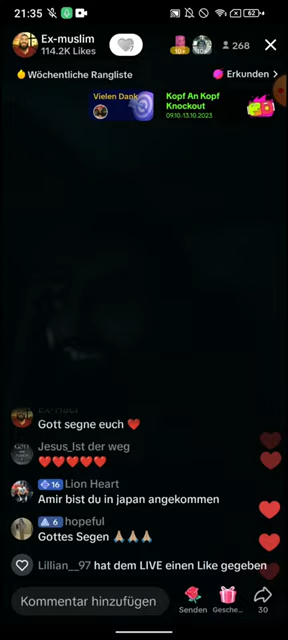 21:35
62
Ex-muslim
114.2K Likes
10+
268
Wöchentliche Rangliste
Erkunden >
Vielen Dank
Kopf An Kopf
Knockout
09.10-13.10.2023
Gott segne euch ❤️
Jesus_Ist der weg
❤️❤️❤️❤️❤️
16 Lion Heart
Amir bist du in japan angekommen
6 hopeful
Gottes Segen 🙏🏼🙏🏼🙏🏼
Lillian__97 hat dem LIVE einen Like gegeben
Kommentar hinzufügen
Senden
Gesche...
30